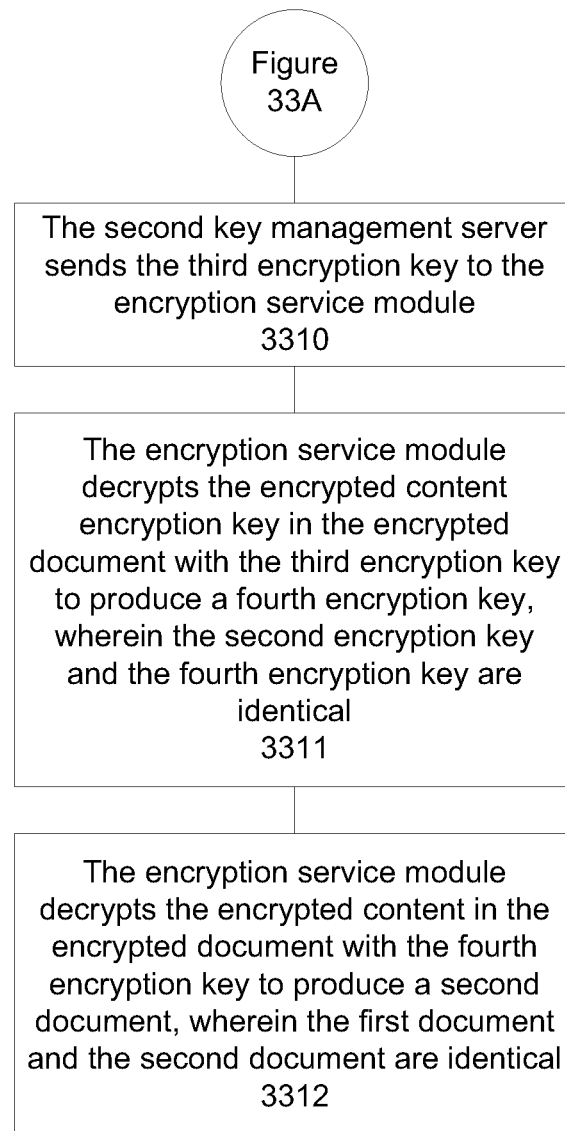 Figure
33A
The second key management server
sends the third encryption key to the
encryption service module
3310
The encryption service module
decrypts the encrypted content
encryption key in the encrypted
document with the third encryption key
to produce a fourth encryption key,
wherein the second encryption key
and the fourth encryption key are
identical
3311
The encryption service module
decrypts the encrypted content in the
encrypted document with the fourth
encryption key to produce a second
document, wherein the first document
and the second document are identical
3312